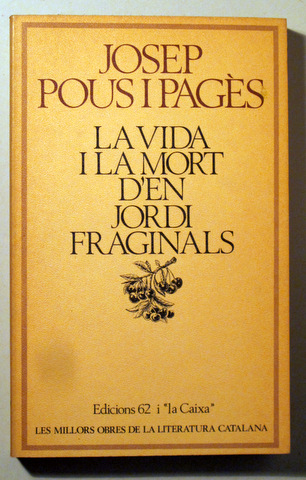 JOSEP
POUS I PAGÈS
LA VIDA
I LA MORT
D'EN
JORDI
FRAGINALS
Edicions 62 i "la Caixa"
LES MILLORS OBRES DE LA LITERATURA CATALANA